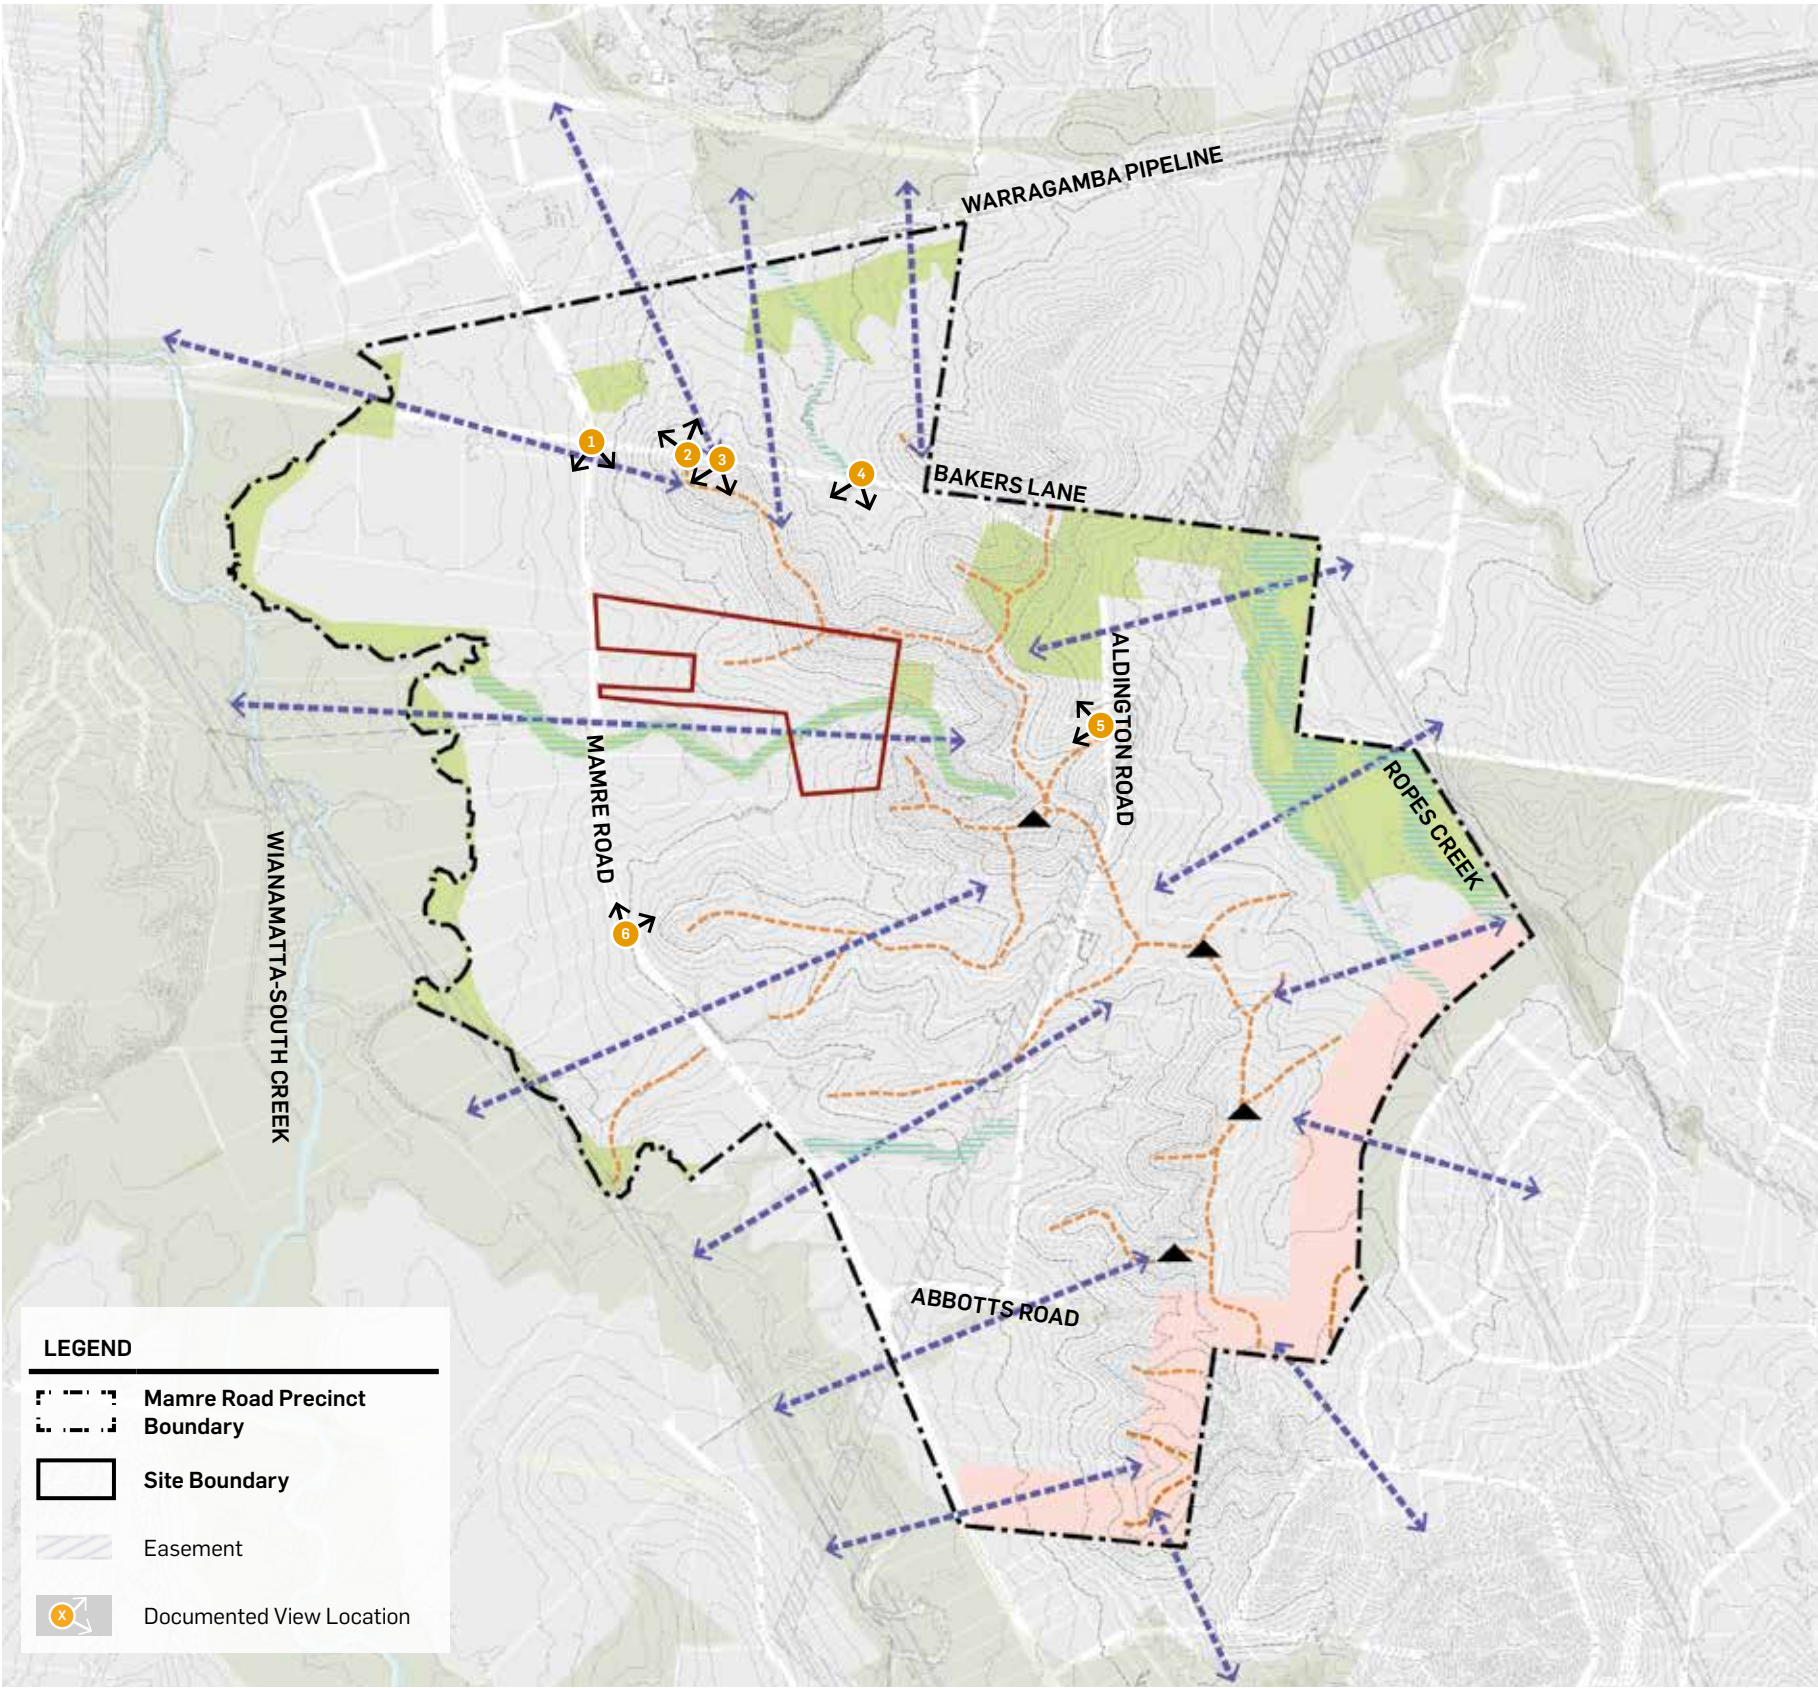 WARRAGAMBA PIPELINE
1
2
3
4
BAKERS LANE
ALDINGTON ROAD
5
MAMRE ROAD
ROPES CREEK
WIANAMATTA-SOUTH CREEK
6
ABBOTTS ROAD
LEGEND
Mamre Road Precinct
Boundary
Site Boundary
Easement
X
Documented View Location